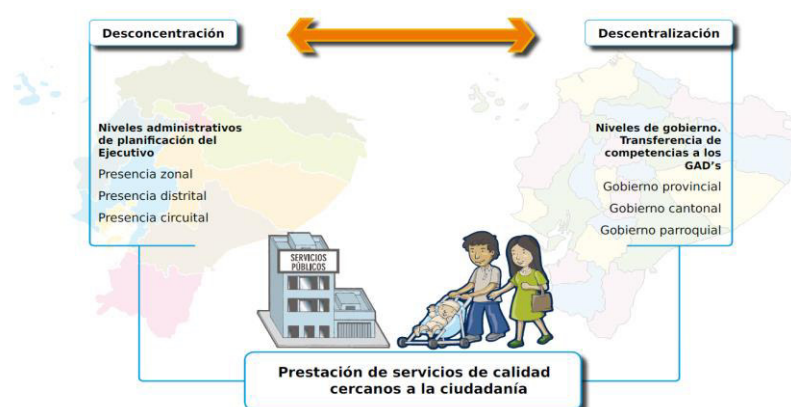 Desconcentración
Descentralización
Niveles administrativos
de planificación del
Ejecutivo
Presencia zonal
Presencia distrital
Presencia circuital
Niveles de gobierno.
Transferencia de
competencias a los
GAD's
Gobierno provincial
Gobierno cantonal
Gobierno parroquial
SERVICIOS
PÚBLICOS
Prestación de servicios de calidad
cercanos a la ciudadanía